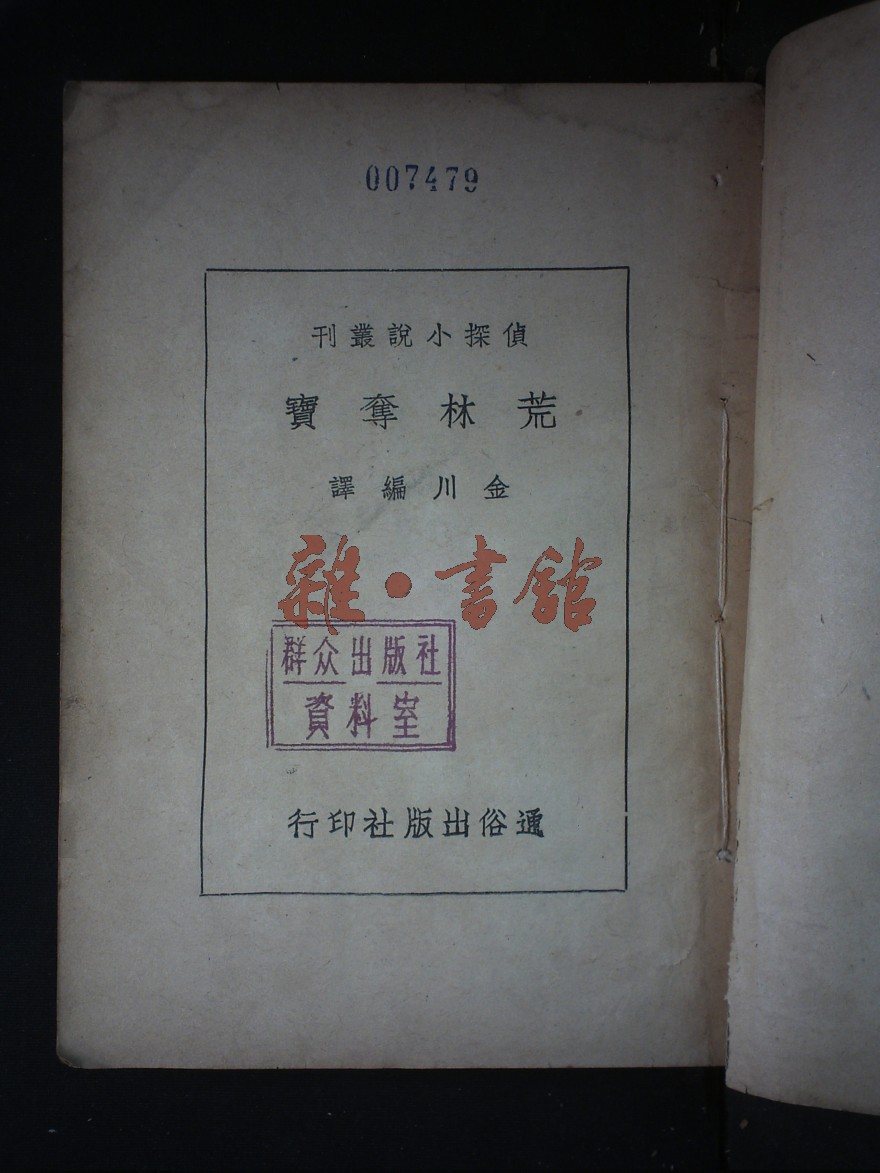 007479
偵探小說叢刊
荒林奪寶
金川編譯
雜·書館
群众出版社
資料室
通俗出版社印行